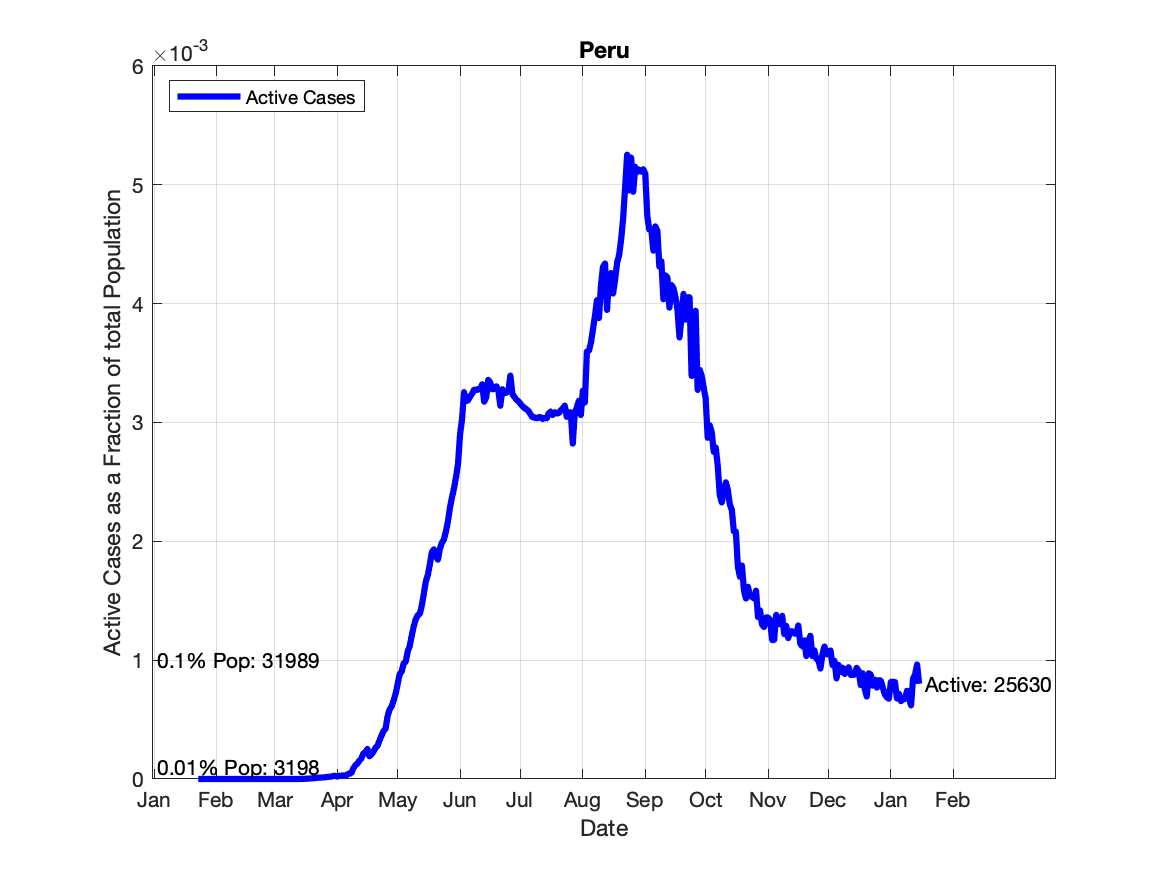 Peru
×10-3
6
Active Cases
5
4
3
2
1
0
Active Cases as a Fraction of total Population
0.1% Pop: 31989
Active: 25630
0.01% Pop: 3198
Jan Feb Mar Apr May Jun Jul Aug Sep Oct Nov Dec Jan Feb
Date